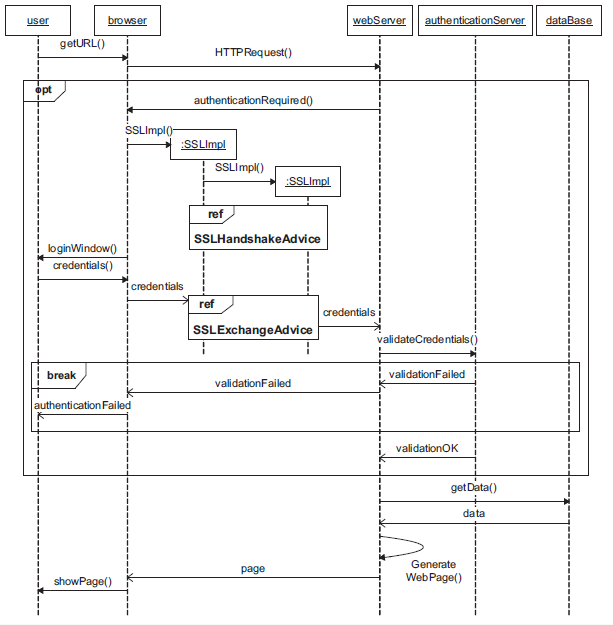 user browser webServer authenticationServer dataBase
getURL()
HTTPRequest()
opt
authenticationRequired()
SSLImpl()
:SSLImpl
SSLImpl()
:SSLImpl
ref
SSLHandshakeAdvice
loginWindow()
credentials()
credentials
ref
SSLExchangeAdvice
credentials
validateCredentials()
break
validationFailed
validationFailed
authenticationFailed
validationOK
getData()
data
Generate
WebPage()
page
showPage()